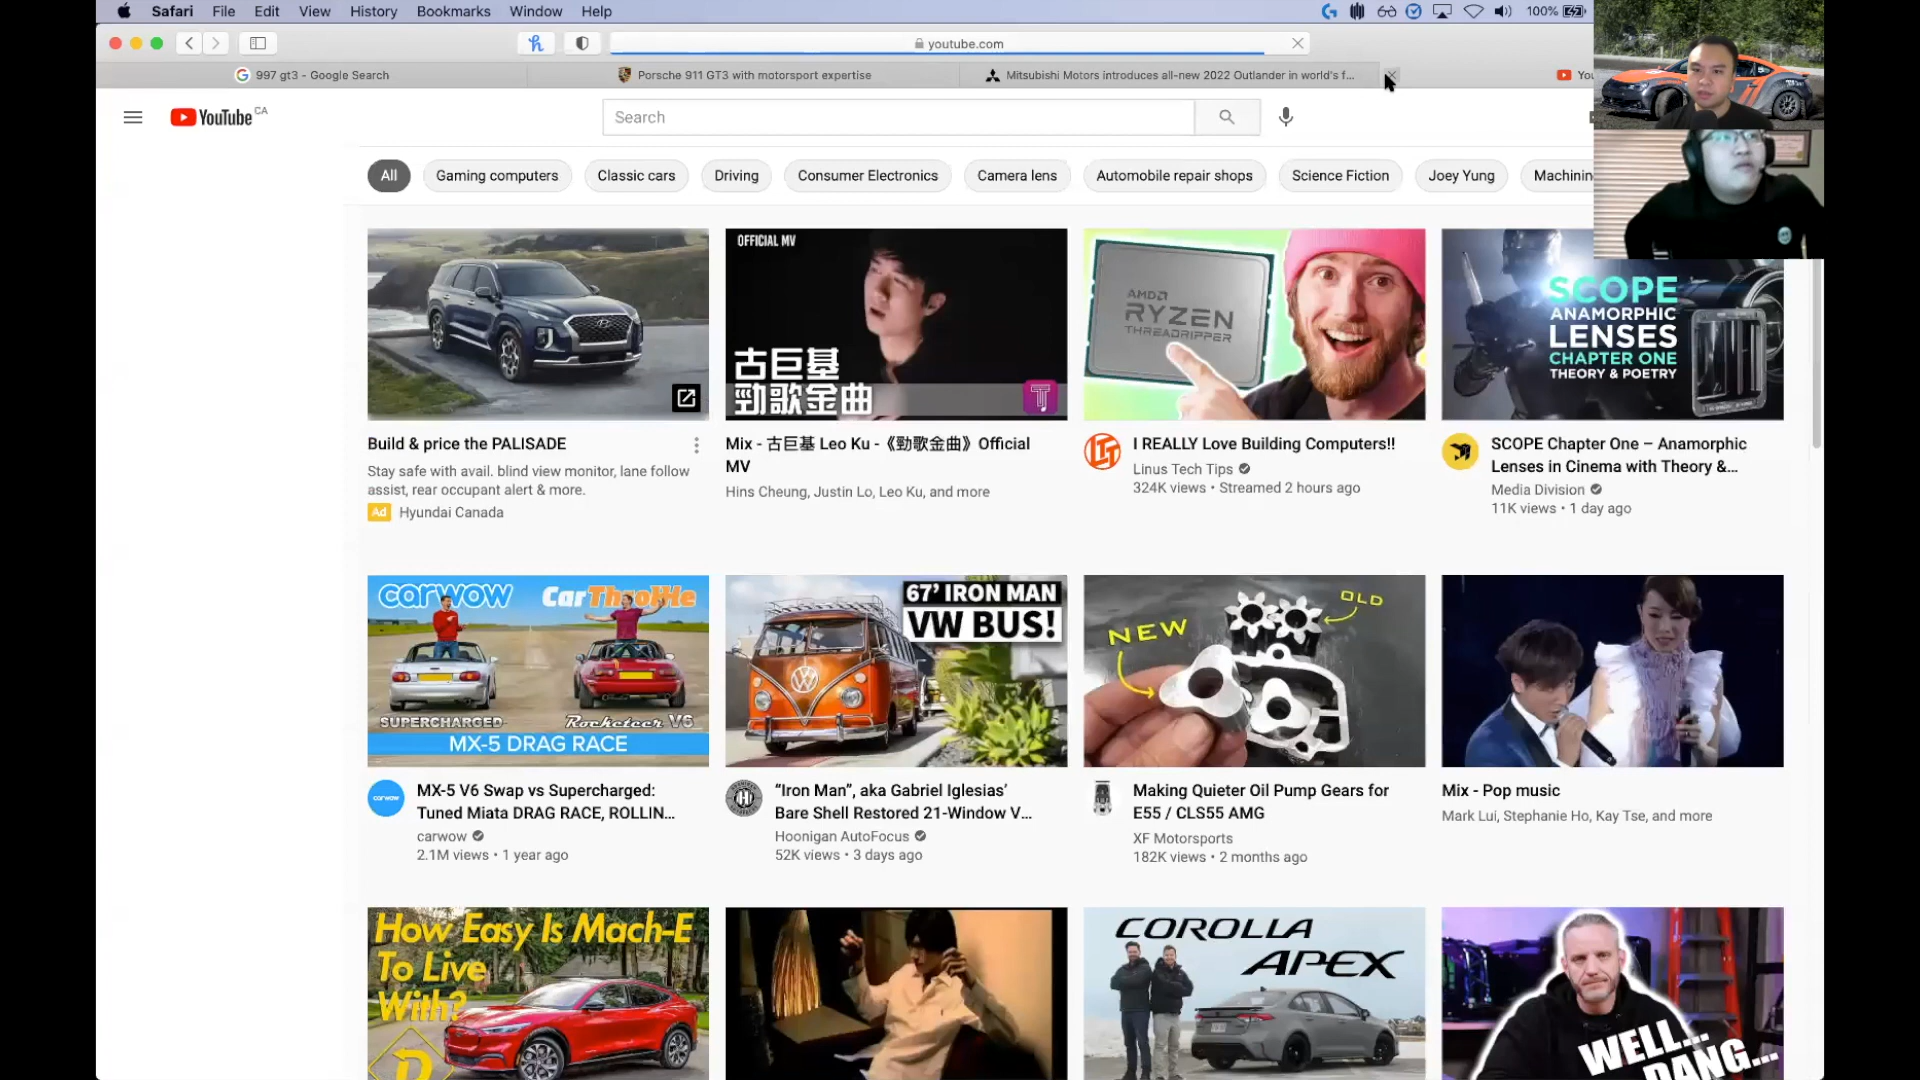 Safari File Edit View History Bookmarks Window Help
100%
youtube.com
997 gt3 - Google Search
Porsche 911 GT3 with motorsport expertise
Mitsubishi Motors introduces all-new 2022 Outlander in world's f...
YouTube CA
Search
All
Gaming computers
Classic cars
Driving
Consumer Electronics
Camera lens
Automobile repair shops
Science Fiction
Joey Yung
OFFICIAL MV
古巨基
勁歌金曲
AMD
RYZEN
THREADRIPPER
SCOPE
ANAMORPHIC
LENSES
CHAPTER ONE
THEORY & POETRY
Build & price the PALISADE
Stay safe with avail. blind view monitor, lane follow
assist, rear occupant alert & more.
Ad Hyundai Canada
Mix - 古巨基 Leo Ku -《勁歌金曲》Official
MV
Hins Cheung, Justin Lo, Leo Ku, and more
I REALLY Love Building Computers!!
Linus Tech Tips
324K views • Streamed 2 hours ago
SCOPE Chapter One – Anamorphic
Lenses in Cinema with Theory &...
Media Division
11K views • 1 day ago
carwow CarThrottle
SUPERCHARGED Rocketeer V6
MX-5 DRAG RACE
67' IRON MAN
VW BUS!
NEW
OLD
MX-5 V6 Swap vs Supercharged:
Tuned Miata DRAG RACE, ROLLIN...
carwow
2.1M views • 1 year ago
“Iron Man”, aka Gabriel Iglesias’
Bare Shell Restored 21-Window V...
Hoonigan AutoFocus
52K views • 3 days ago
Making Quieter Oil Pump Gears for
E55 / CLS55 AMG
XF Motorsports
182K views • 2 months ago
Mix - Pop music
Mark Lui, Stephanie Ho, Kay Tse, and more
How Easy Is Mach-E
To Live
With?
COROLLA
APEX
WELL...
DANG...